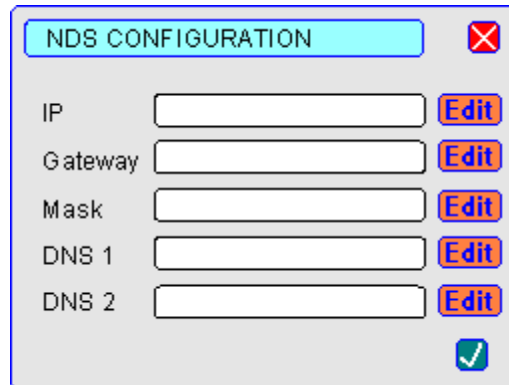 NDS CONFIGURATION
IP Edit
Gateway Edit
Mask Edit
DNS 1 Edit
DNS 2 Edit